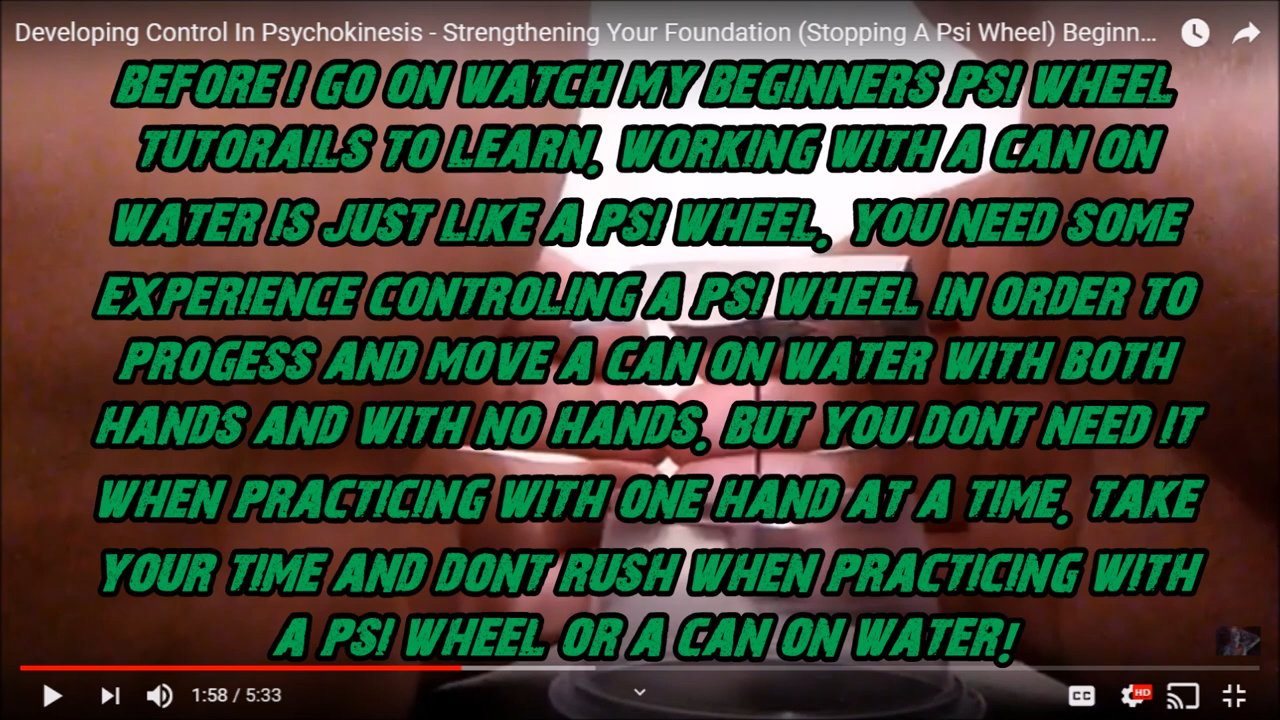 Developing Control In Psychokinesis - Strengthening Your Foundation (Stopping A Psi Wheel) Beginn...
BEFORE I GO ON WATCH MY BEGINNERS PSI WHEEL
TUTORAILS TO LEARN. WORKING WITH A CAN ON
WATER IS JUST LIKE A PSI WHEEL. YOU NEED SOME
EXPERIENCE CONTROLING A PSI WHEEL IN ORDER TO
PROGESS AND MOVE A CAN ON WATER WITH BOTH
HANDS AND WITH NO HANDS. BUT YOU DONT NEED IT
WHEN PRACTICING WITH ONE HAND AT A TIME. TAKE
YOUR TIME AND DONT RUSH WHEN PRACTICING WITH
A PSI WHEEL OR A CAN ON WATER!
1:58 / 5:33
CC
HD